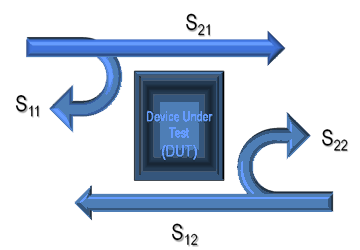 S21
S11
Device Under
Test
(DUT)
S22
S12